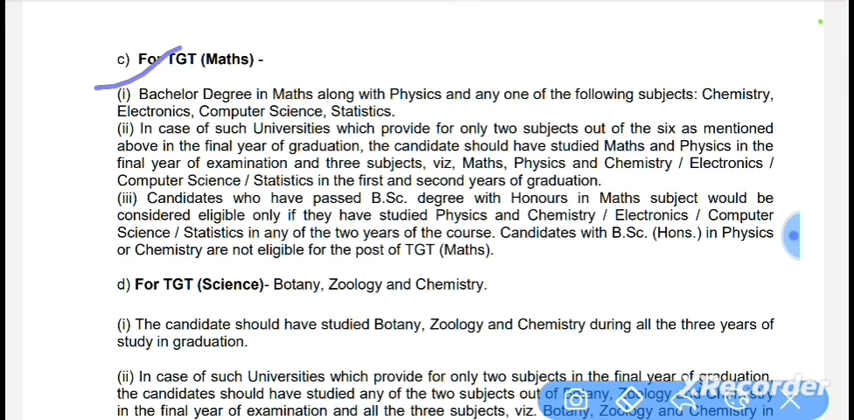 c) For TGT (Maths) -
(i) Bachelor Degree in Maths along with Physics and any one of the following subjects: Chemistry,
Electronics, Computer Science, Statistics.
(ii) In case of such Universities which provide for only two subjects out of the six as mentioned
above in the final year of graduation, the candidate should have studied Maths and Physics in the
final year of examination and three subjects, viz, Maths, Physics and Chemistry / Electronics /
Computer Science / Statistics in the first and second years of graduation.
(iii) Candidates who have passed B.Sc. degree with Honours in Maths subject would be
considered eligible only if they have studied Physics and Chemistry / Electronics / Computer
Science / Statistics in any of the two years of the course. Candidates with B.Sc. (Hons.) in Physics
or Chemistry are not eligible for the post of TGT (Maths).
d) For TGT (Science)- Botany, Zoology and Chemistry.
(i) The candidate should have studied Botany, Zoology and Chemistry during all the three years of
study in graduation.
(ii) In case of such Universities which provide for only two subjects in the final year of graduation,
the candidates should have studied any of the two subjects out of Botany, Zoology and Chemistry
in the final year of examination and all the three subjects, viz. Botany, Zoology and Chemistry in
XRecorder